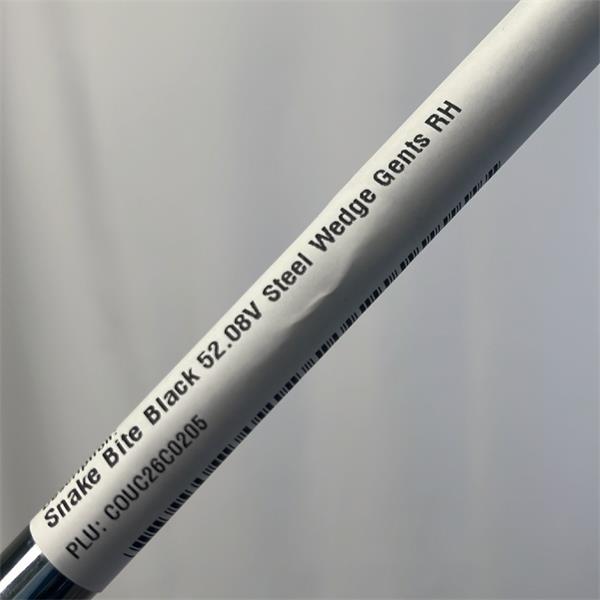 Snake Bite Black 52.08V Steel Wedge Gents RH
PLU: COUC26C0205